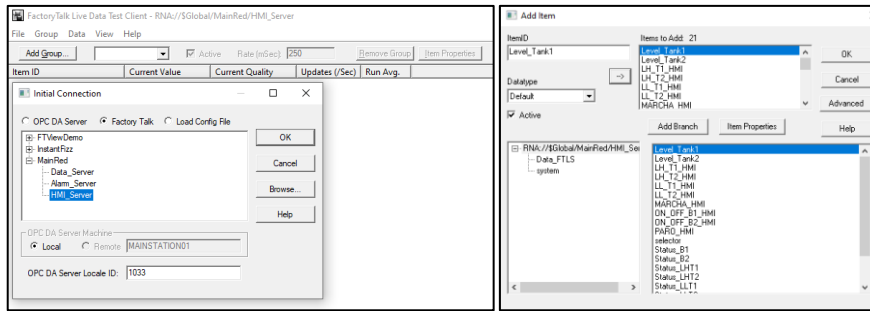 FactoryTalk Live Data Test Client - RNA://$Global/MainRed/HMI_Server
File Group Data View Help
Add Group... Active Rate (mSec): 250 Remove Group Item Properties
Item ID Current Value Current Quality Updates (/Sec) Run Avg.
Initial Connection
OPC DA Server Factory Talk Load Config File
FTViewDemo
InstantFizz
MainRed
Data_Server
Alarm_Server
HMI_Server
OK
Cancel
Browse...
Help
OPC DA Server Machine
Local Remote MAINSTATION01
OPC DA Server Locale ID: 1033
Add Item
ItemID
Level_Tank1
Datatype
Default
Active
Items to Add: 21
Level_Tank1
Level_Tank2
LH_T1_HMI
LH_T2_HMI
LL_T1_HMI
LL_T2_HMI
MARCHA_HMI
OK
Cancel
Advanced
Help
->
Add Branch Item Properties
RNA://$Global/MainRed/HMI_Ser
Data_FTLS
system
Level_Tank1
Level_Tank2
LH_T1_HMI
LH_T2_HMI
LL_T1_HMI
LL_T2_HMI
MARCHA_HMI
ON_OFF_B1_HMI
ON_OFF_B2_HMI
PARO_HMI
selector
Status_B1
Status_B2
Status_LHT1
Status_LHT2
Status_LLT1